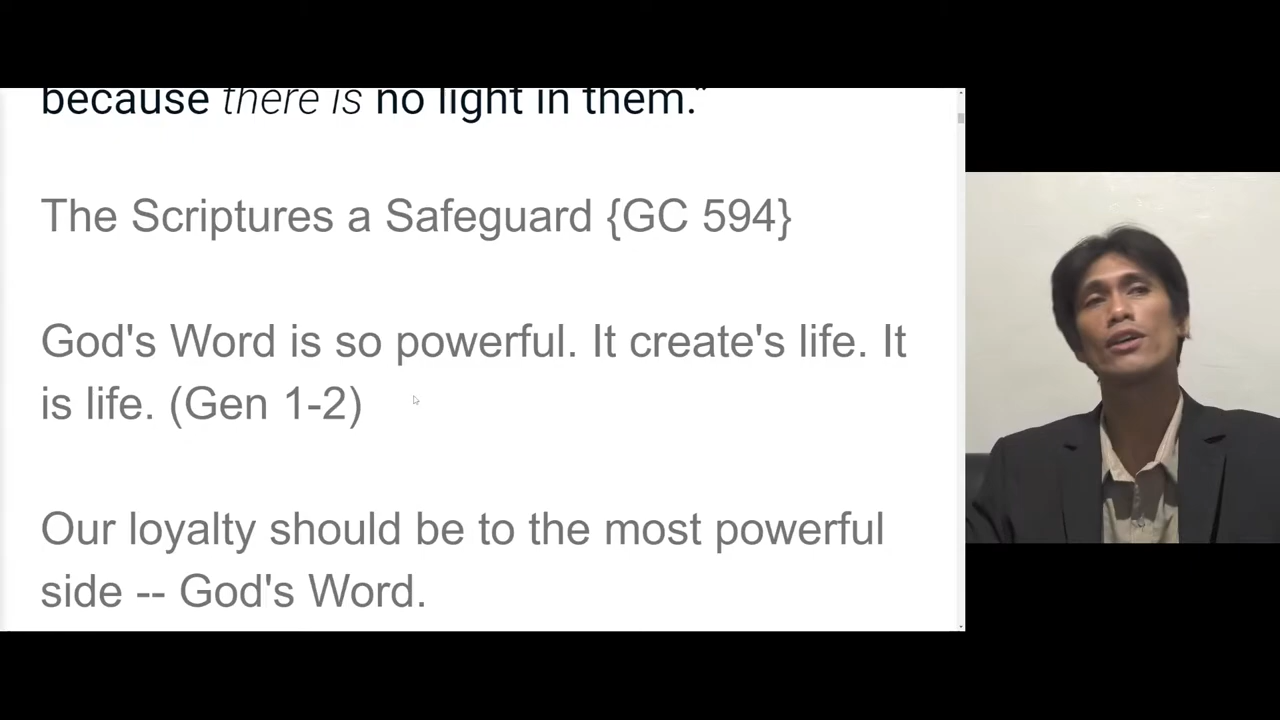 because there is no light in them.”
The Scriptures a Safeguard {GC 594}
God's Word is so powerful. It create's life. It
is life. (Gen 1-2)
Our loyalty should be to the most powerful
side -- God's Word.